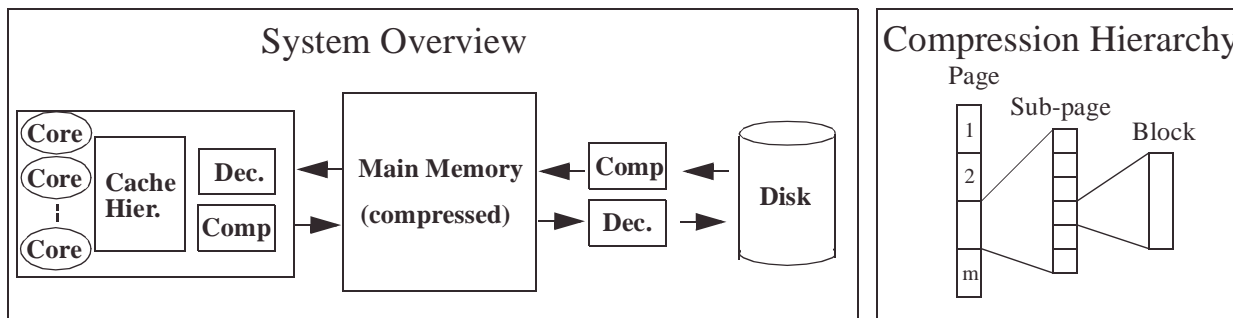 System Overview
Core
Core
Core
Cache
Hier.
Dec.
Comp
Main Memory
(compressed)
Comp
Dec.
Disk
Compression Hierarchy
Page
Sub-page
Block
1
2
m